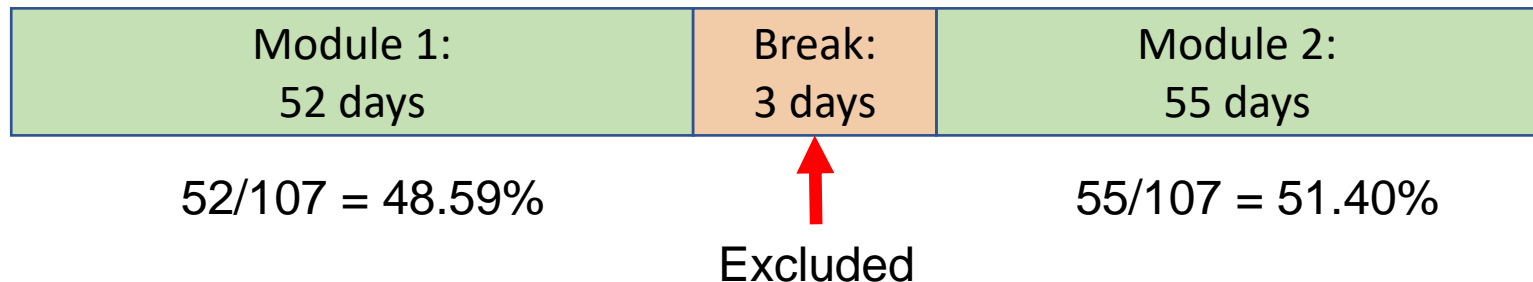 Module 1:
52 days
Break:
3 days
Module 2:
55 days
52/107 = 48.59%
55/107 = 51.40%
Excluded